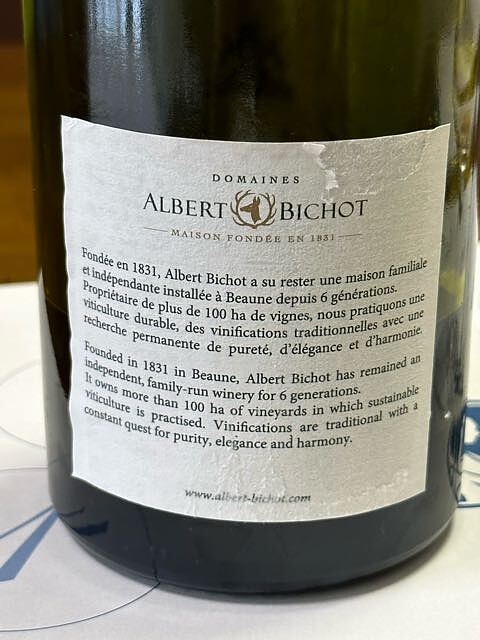 DOMAINES
ALBERT BICHOT
MAISON FONDÉE EN 1831
Fondée en 1831, Albert Bichot a su rester une maison familiale
et indépendante installée à Beaune depuis 6 générations.
Propriétaire de plus de 100 ha de vignes, nous pratiquons une
viticulture durable, des vinifications traditionnelles avec une
recherche permanente de pureté, d'élégance et d'harmonie.
Founded in 1831 in Beaune, Albert Bichot has remained an
independent, family-run winery for 6 generations.
It owns more than 100 ha of vineyards in which sustainable
viticulture is practised. Vinifications are traditional with a
constant quest for purity, elegance and harmony.
www.albert-bichot.com